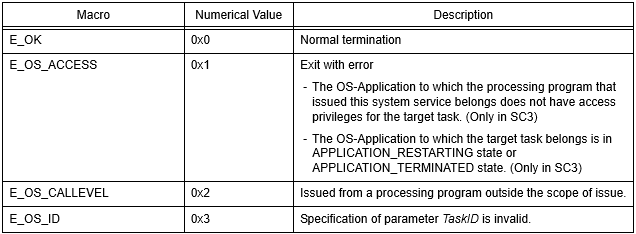 Macro Numerical Value Description
E_OK 0x0 Normal termination
E_OS_ACCESS 0x1 Exit with error
- The OS-Application to which the processing program that
issued this system service belongs does not have access
privileges for the target task. (Only in SC3)
- The OS-Application to which the target task belongs is in
APPLICATION_RESTARTING state or
APPLICATION_TERMINATED state. (Only in SC3)
E_OS_CALLEVEL 0x2 Issued from a processing program outside the scope of issue.
E_OS_ID 0x3 Specification of parameter TaskID is invalid.